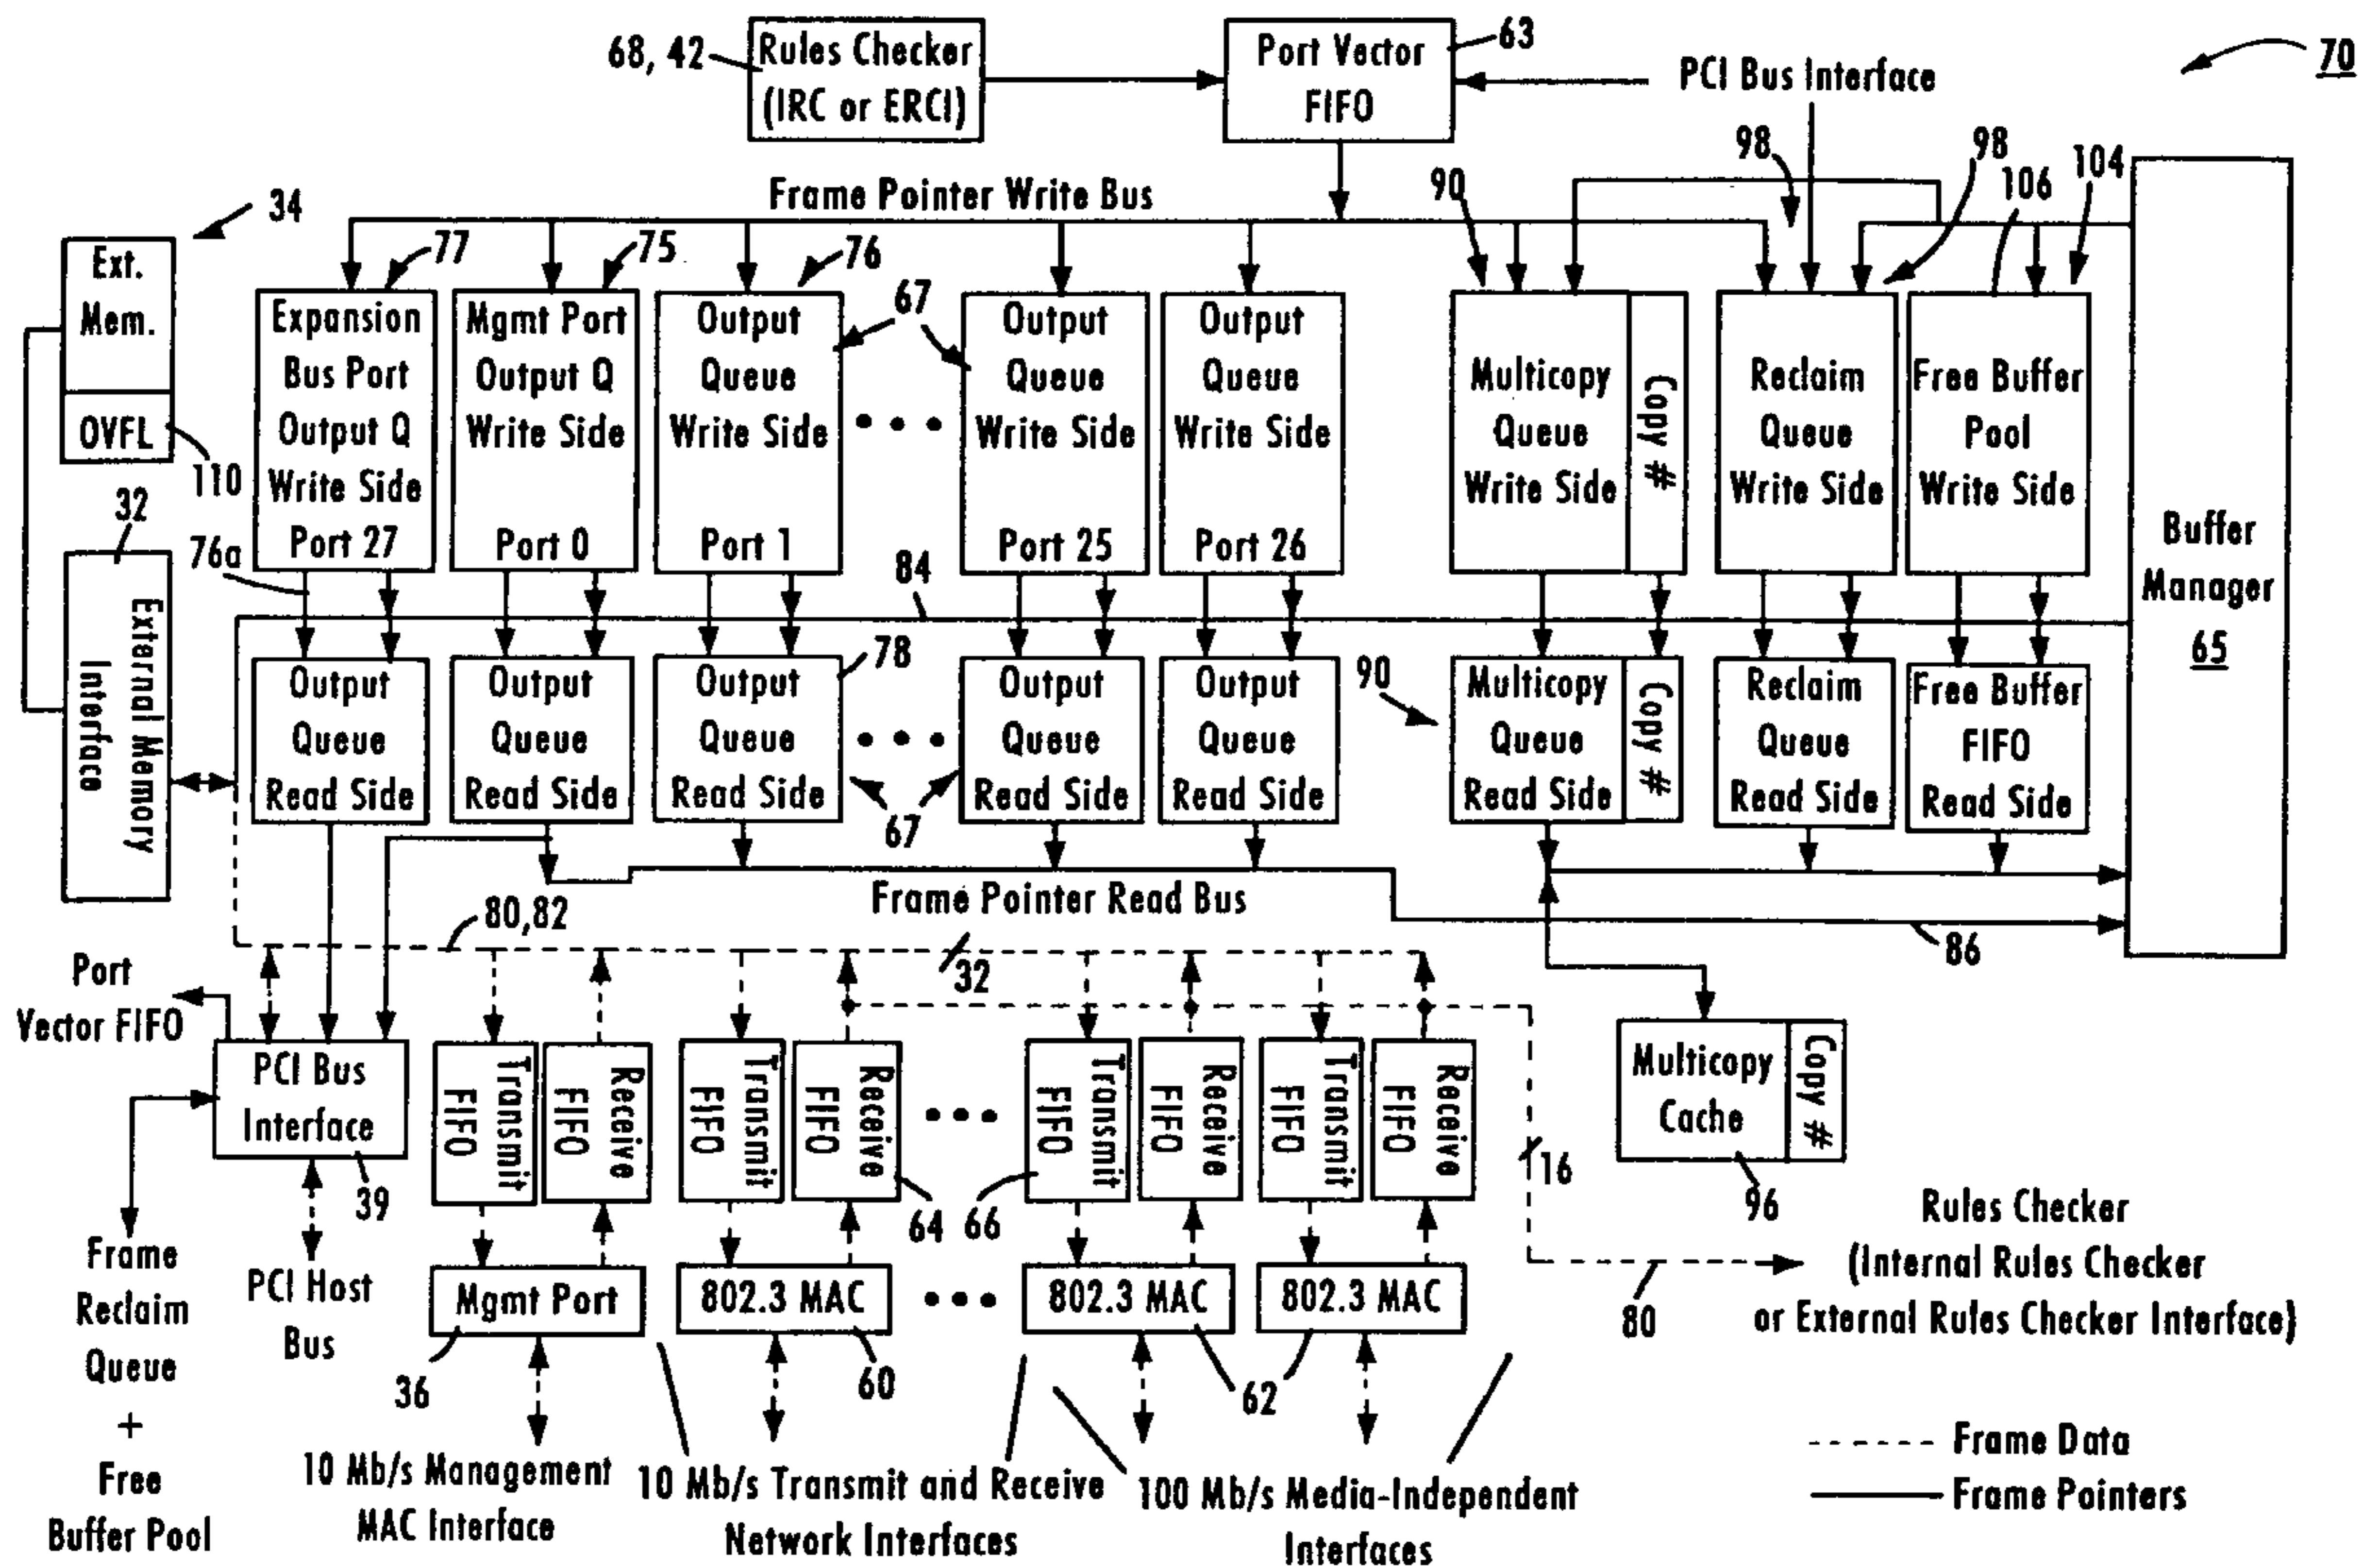 68, 42
Rules Checker
(IRC or ERCI)
Port Vector
FIFO
63
PCI Bus Interface
70
Frame Pointer Write Bus
34
77
75
76
67
90
98
98
106
104
Ext.
Mem.
OVFL
110
Expansion
Bus Port
Output Q
Write Side
Port 27
Mgmt Port
Output Q
Write Side
Port 0
Output
Queue
Write Side
Port 1
Output
Queue
Write Side
Port 25
Output
Queue
Write Side
Port 26
Multicopy
Queue
Write Side
Copy #
Reclaim
Queue
Write Side
Free Buffer
Pool
Write Side
Buffer
Manager
65
32
76a
84
External Memory
Interface
Output
Queue
Read Side
Output
Queue
Read Side
Output
Queue
Read Side
78
67
Output
Queue
Read Side
Output
Queue
Read Side
90
Multicopy
Queue
Read Side
Copy #
Reclaim
Queue
Read Side
Free Buffer
FIFO
Read Side
Frame Pointer Read Bus
80,82
32
86
Port
Vector FIFO
PCI Bus
Interface
39
Transmit
FIFO
Receive
FIFO
Transmit
FIFO
Receive
FIFO
64
66
Transmit
FIFO
Receive
FIFO
Transmit
FIFO
Receive
FIFO
16
Multicopy
Cache
Copy #
96
Frame
Reclaim
Queue
+
Free
Buffer Pool
PCI Host
Bus
Mgmt Port
36
802.3 MAC
60
802.3 MAC
802.3 MAC
62
80
Rules Checker
(Internal Rules Checker
or External Rules Checker Interface)
10 Mb/s Management
MAC Interface
10 Mb/s Transmit and Receive
Network Interfaces
100 Mb/s Media-Independent
Interfaces
Frame Data
Frame Pointers